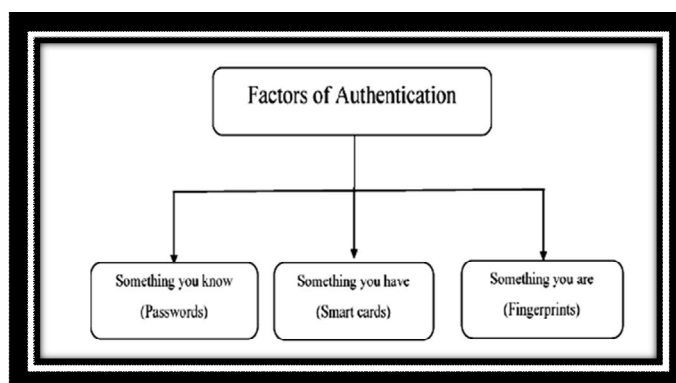 Factors of Authentication
Something you know
(Passwords)
Something you have
(Smart cards)
Something you are
(Fingerprints)